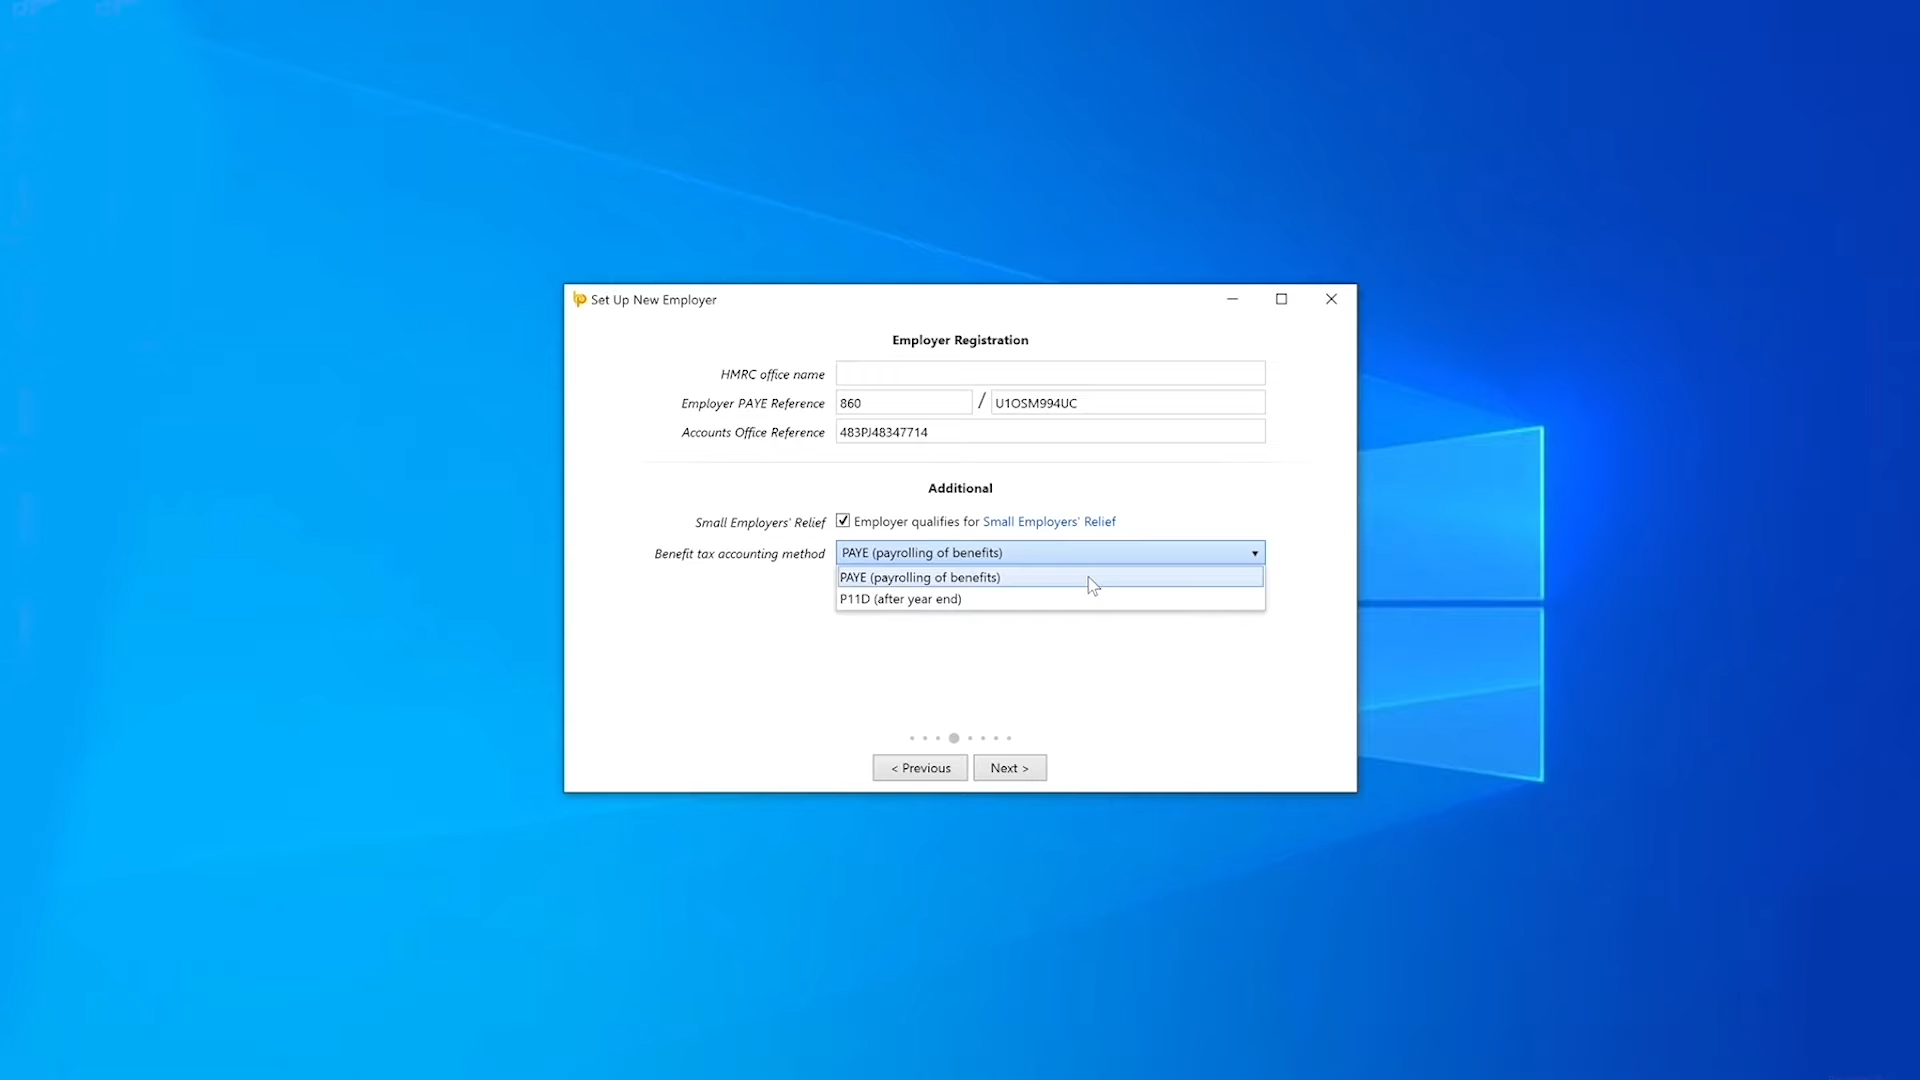 Set Up New Employer
Employer Registration
HMRC office name
Employer PAYE Reference 860 / U1OSM994UC
Accounts Office Reference 483PJ48347714
Additional
Small Employers' Relief Employer qualifies for Small Employers' Relief
Benefit tax accounting method PAYE (payrolling of benefits)
PAYE (payrolling of benefits)
P11D (after year end)
< Previous Next >